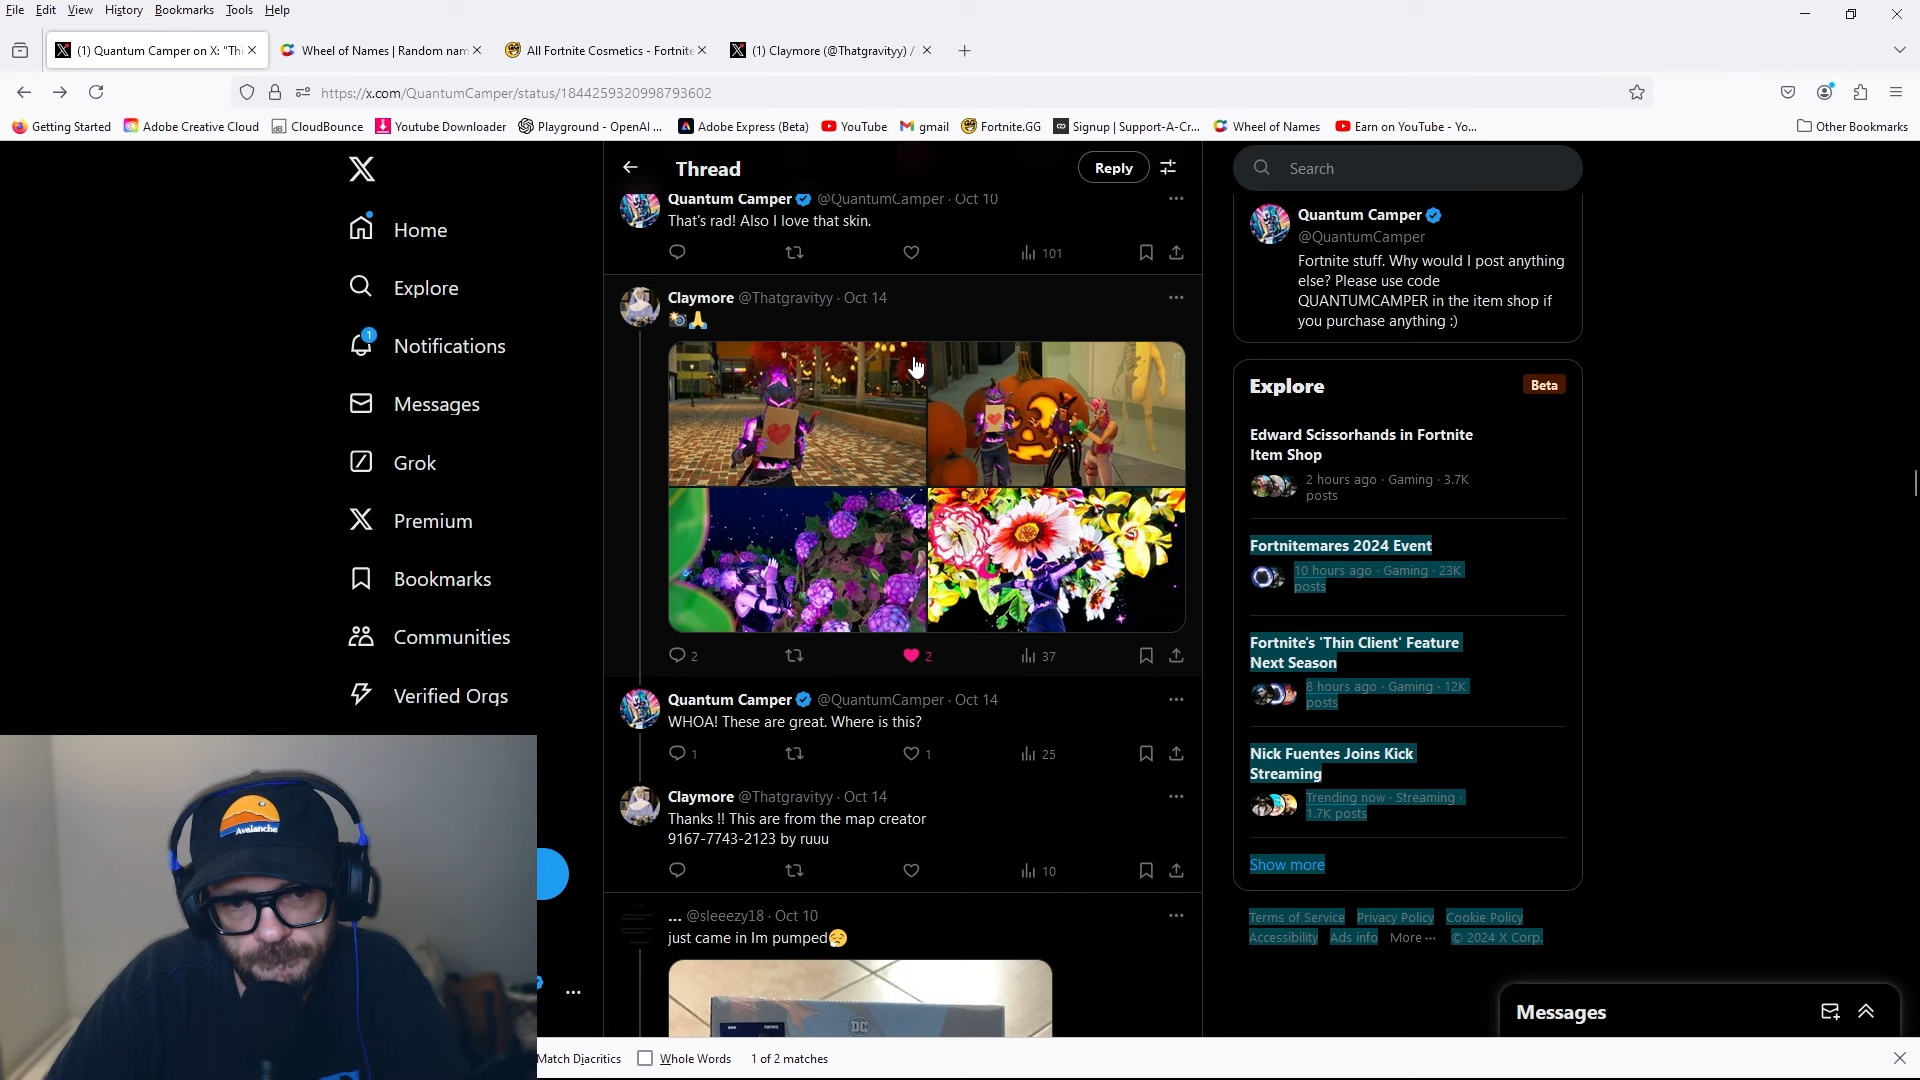 File Edit View History Bookmarks Tools Help
(1) Quantum Camper on X: "Thi
Wheel of Names | Random nam
All Fortnite Cosmetics - Fortnite
(1) Claymore (@Thatgravityy) /
https://x.com/QuantumCamper/status/1844259320998793602
Getting Started
Adobe Creative Cloud
CloudBounce
Youtube Downloader
Playground - OpenAI ...
Adobe Express (Beta)
YouTube
gmail
Fortnite.GG
Signup | Support-A-Cr...
Wheel of Names
Earn on YouTube - Yo...
Other Bookmarks
Home
Explore
1
Notifications
Messages
Grok
Premium
Bookmarks
Communities
Verified Orgs
Thread
Reply
Quantum Camper @QuantumCamper · Oct 10
That's rad! Also I love that skin.
101
Claymore @Thatgravityy · Oct 14
📸🙏
2 2 37
Quantum Camper @QuantumCamper · Oct 14
WHOA! These are great. Where is this?
1 1 25
Claymore @Thatgravityy · Oct 14
Thanks !! This are from the map creator
9167-7743-2123 by ruuu
10
... @sleeezy18 · Oct 10
just came in Im pumped😮‍💨
DC
Search
Quantum Camper
@QuantumCamper
Fortnite stuff. Why would I post anything
else? Please use code
QUANTUMCAMPER in the item shop if
you purchase anything :)
Explore
Beta
Edward Scissorhands in Fortnite
Item Shop
2 hours ago · Gaming · 3.7K
posts
Fortnitemares 2024 Event
10 hours ago · Gaming · 23K
posts
Fortnite's 'Thin Client' Feature
Next Season
8 hours ago · Gaming · 12K
posts
Nick Fuentes Joins Kick
Streaming
Trending now · Streaming ·
1.7K posts
Show more
Terms of Service Privacy Policy Cookie Policy
Accessibility Ads info More ··· © 2024 X Corp.
Messages
Avalanche
Match Diacritics
Whole Words
1 of 2 matches